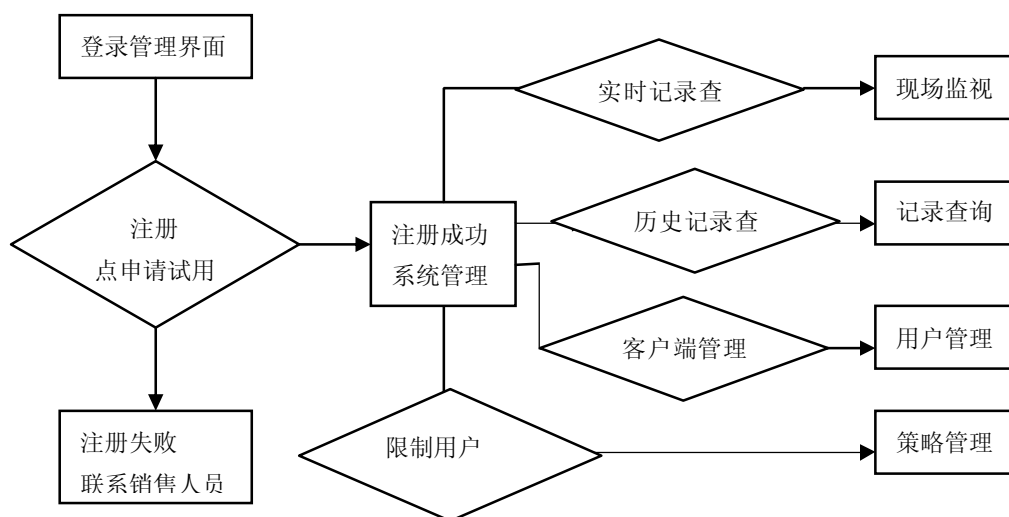 登录管理界面
注册
点申请试用
注册失败
联系销售人员
注册成功
系统管理
实时记录查
历史记录查
客户端管理
限制用户
现场监视
记录查询
用户管理
策略管理